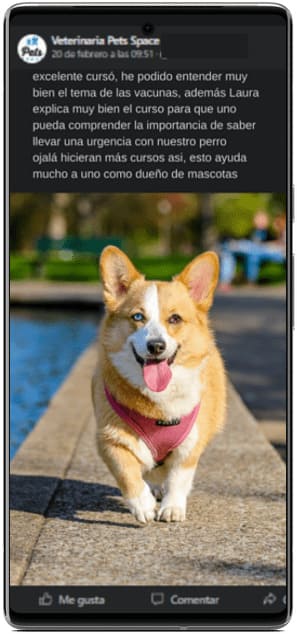 Pets
Veterinaria Pets Space
20 de febrero a las 09:51 ·
excelente cursó, he podido entender muy
bien el tema de las vacunas, además Laura
explica muy bien el curso para que uno
pueda comprender la importancia de saber
llevar una urgencia con nuestro perro
ojalá hicieran más cursos asi, esto ayuda
mucho a uno como dueño de mascotas
Me gusta
Comentar